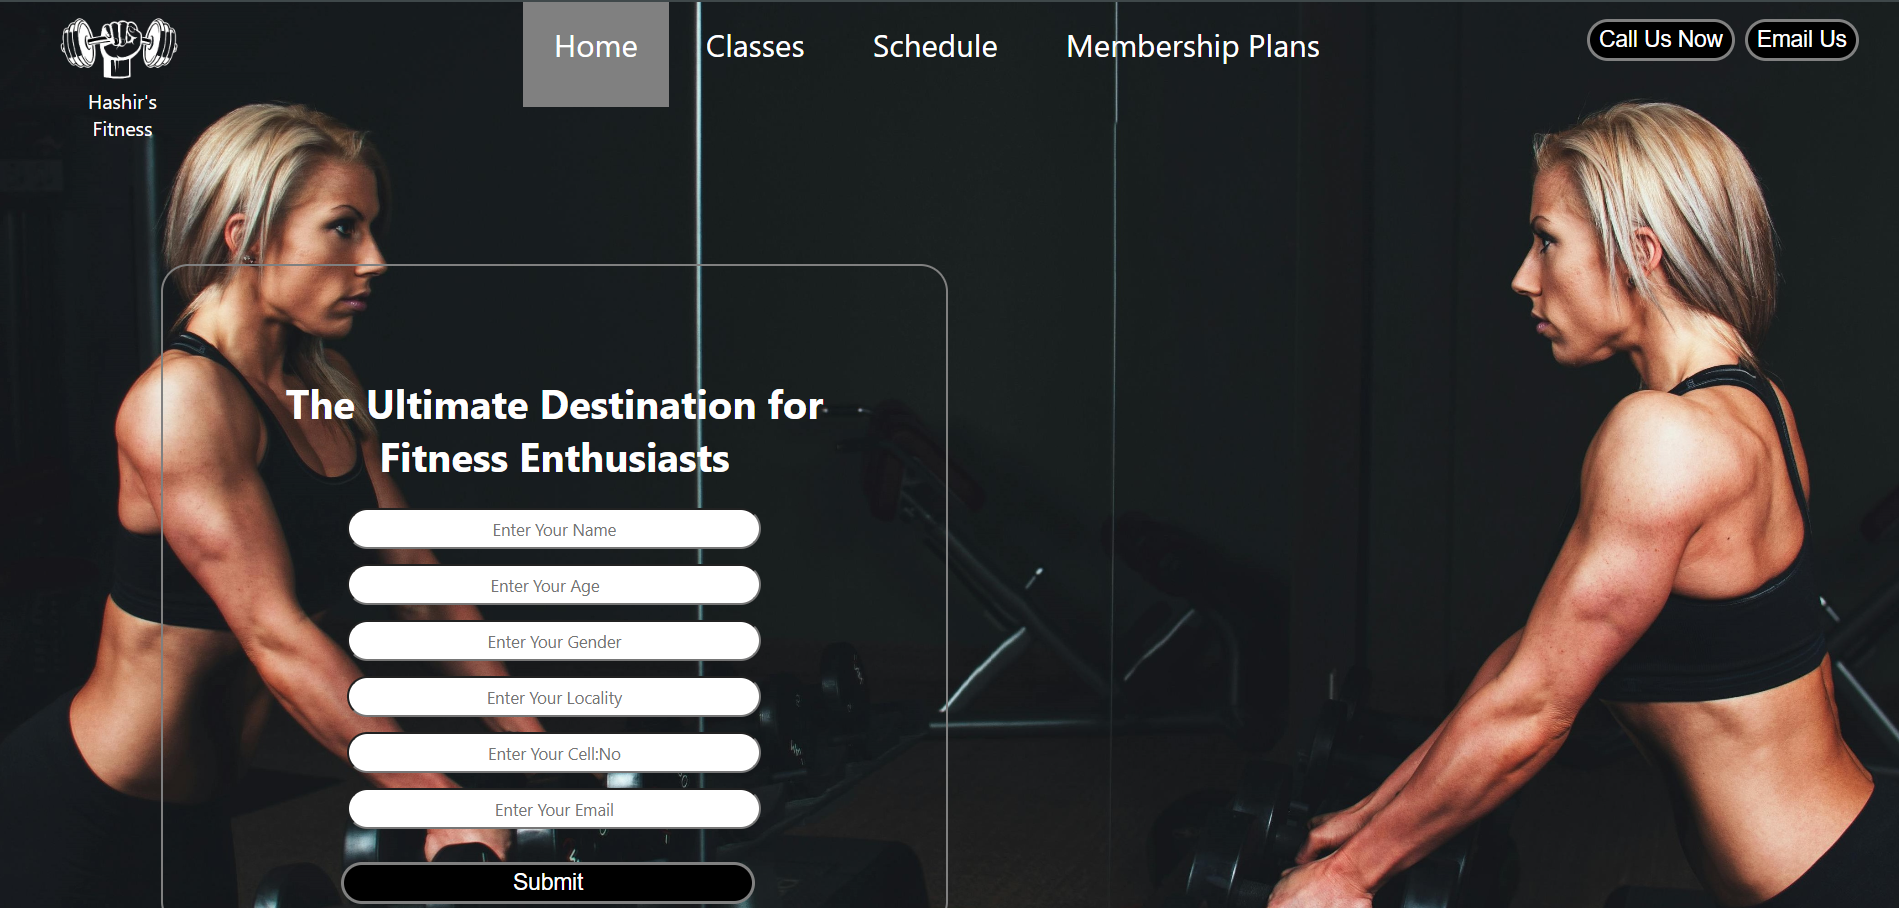 Home
Classes
Schedule
Membership Plans
Call Us Now
Email Us
Hashir's
Fitness
The Ultimate Destination for
Fitness Enthusiasts
Enter Your Name
Enter Your Age
Enter Your Gender
Enter Your Locality
Enter Your Cell:No
Enter Your Email
Submit